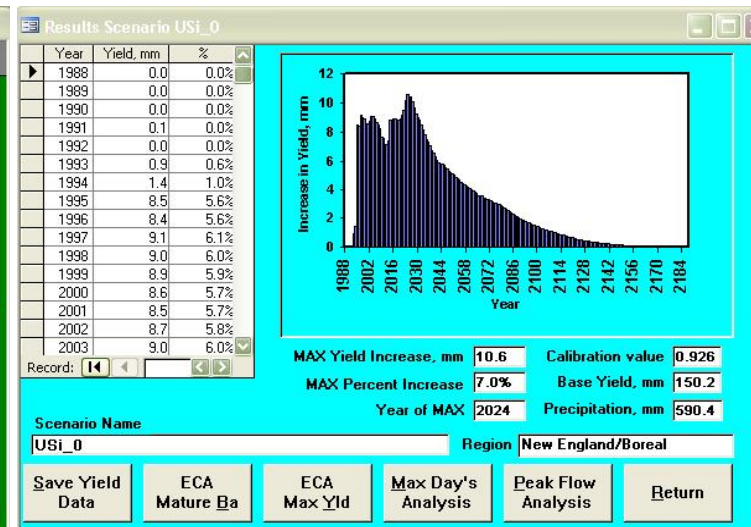 Results Scenario USi_0
Year Yield, mm %
1988 0.0 0.0%
1989 0.0 0.0%
1990 0.0 0.0%
1991 0.1 0.0%
1992 0.0 0.0%
1993 0.9 0.6%
1994 1.4 1.0%
1995 8.5 5.6%
1996 8.4 5.6%
1997 9.1 6.1%
1998 9.0 6.0%
1999 8.9 5.9%
2000 8.6 5.7%
2001 8.5 5.7%
2002 8.7 5.8%
2003 9.0 6.0%
Record:
Increase in Yield, mm
12
10
8
6
4
2
0
1988 2002 2016 2030 2044 2058 2072 2086 2100 2114 2128 2142 2156 2170 2184
Year
MAX Yield Increase, mm 10.6 Calibration value 0.926
MAX Percent Increase 7.0% Base Yield, mm 150.2
Year of MAX 2024 Precipitation, mm 590.4
Scenario Name
USi_0 Region New England/Boreal
Save Yield Data
ECA Mature Ba
ECA Max Yld
Max Day's Analysis
Peak Flow Analysis
Return